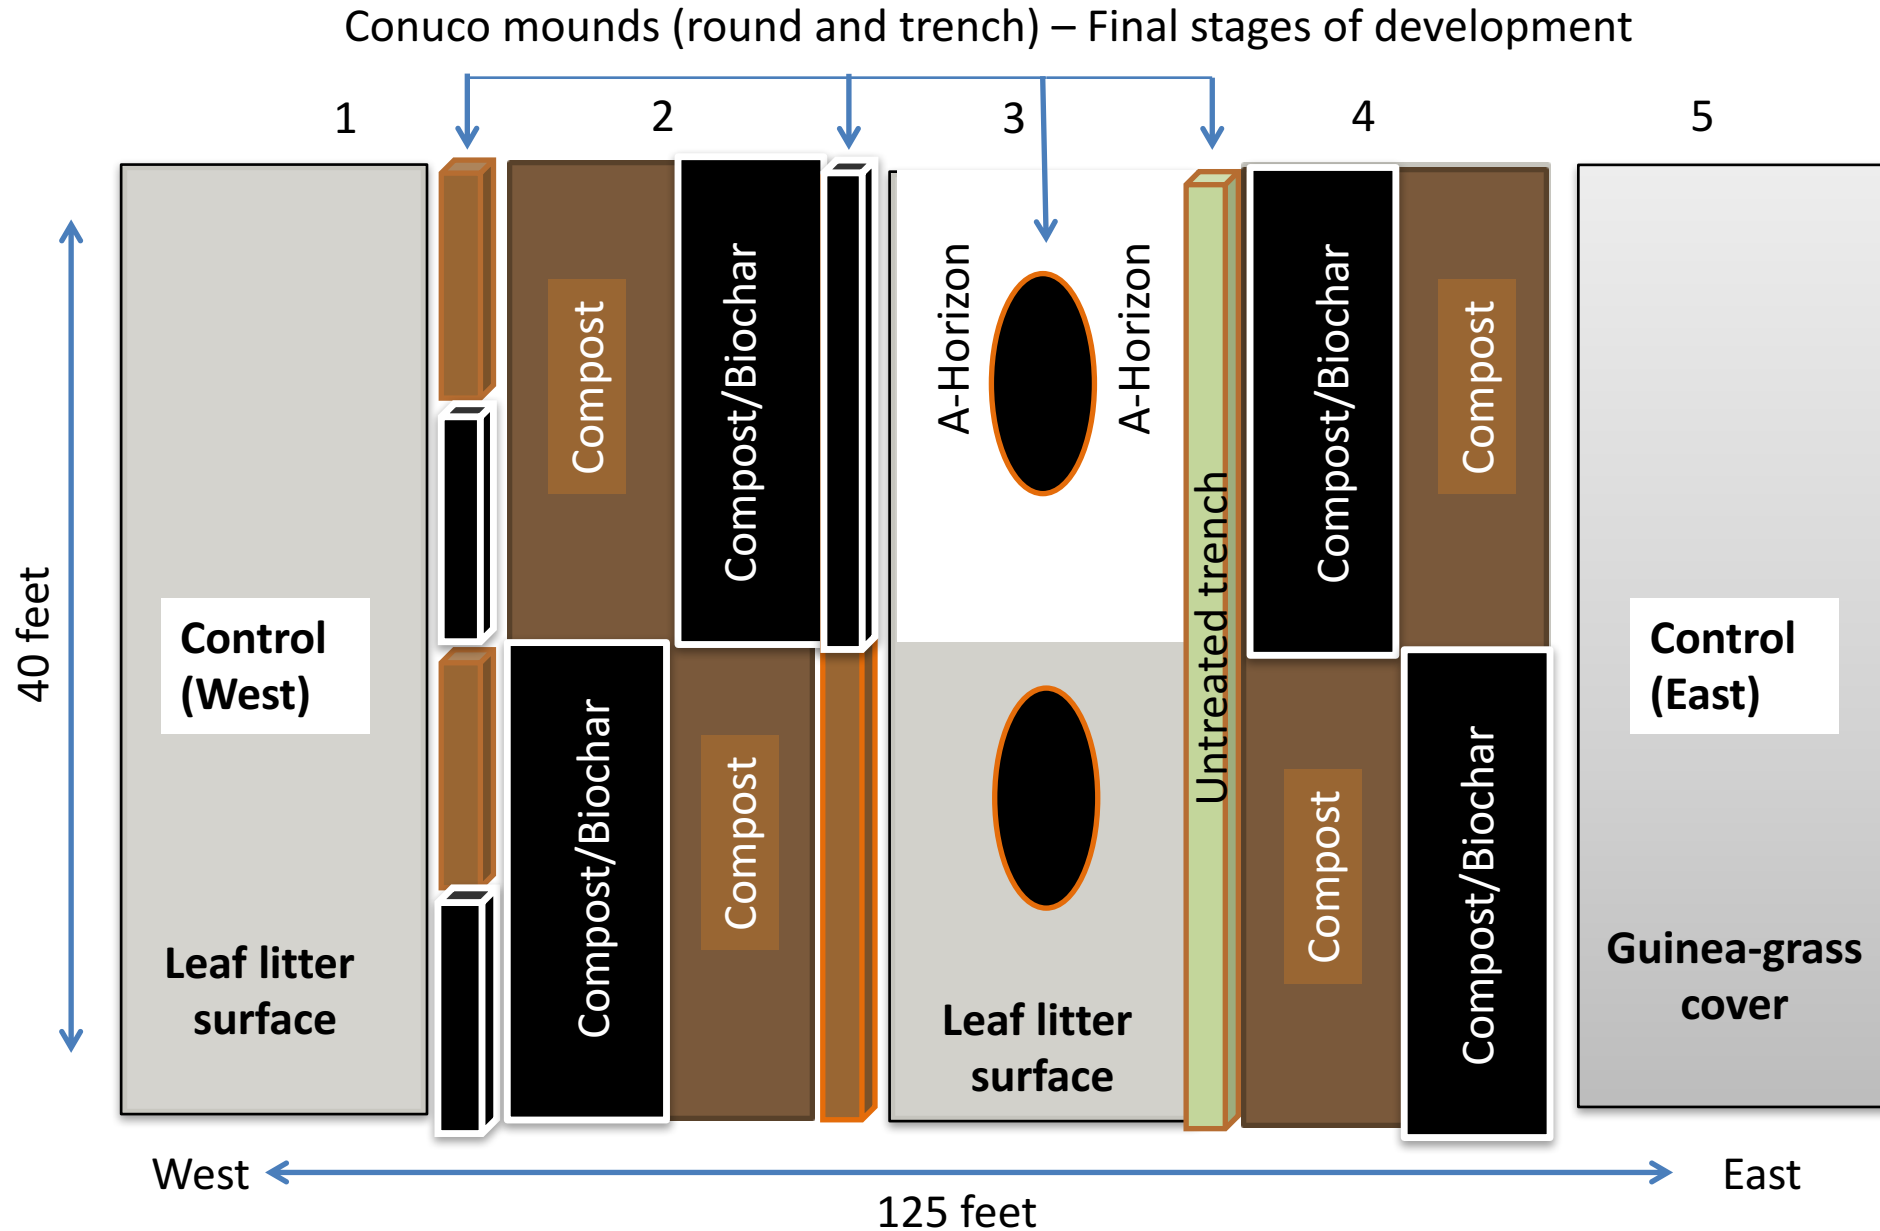 Conuco mounds (round and trench) – Final stages of development
1
2
3
4
5
40 feet
Control
(West)
Leaf litter
surface
Compost
Compost/Biochar
Compost/Biochar
Compost
A-Horizon
A-Horizon
Leaf litter
surface
Untreated trench
Compost/Biochar
Compost
Compost
Compost/Biochar
Control
(East)
Guinea-grass
cover
West
East
125 feet